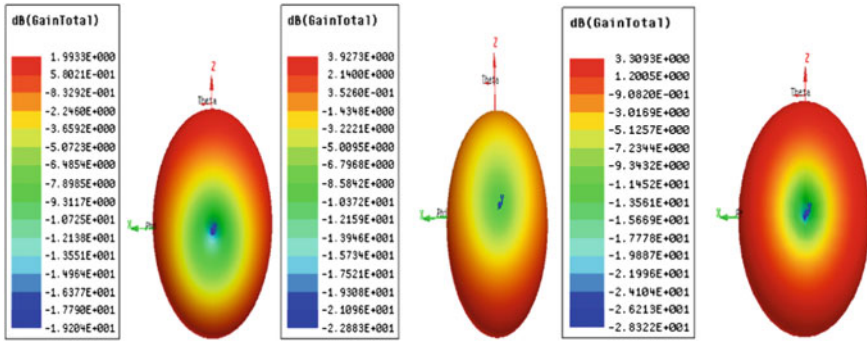 dB(GainTotal)
1.9933E+000
5.8021E-001
-8.3292E-001
-2.2460E+000
-3.6592E+000
-5.0723E+000
-6.4854E+000
-7.8985E+000
-9.3117E+000
-1.0725E+001
-1.2138E+001
-1.3551E+001
-1.4964E+001
-1.6377E+001
-1.7790E+001
-1.9204E+001
Z
Theta
X
Phi
dB(GainTotal)
3.9273E+000
2.1400E+000
3.5260E-001
-1.4348E+000
-3.2221E+000
-5.0095E+000
-6.7968E+000
-8.5842E+000
-1.0372E+001
-1.2159E+001
-1.3946E+001
-1.5734E+001
-1.7521E+001
-1.9308E+001
-2.1096E+001
-2.2883E+001
Z
Theta
X
Phi
dB(GainTotal)
3.3093E+000
1.2005E+000
-9.0820E-001
-3.0169E+000
-5.1257E+000
-7.2344E+000
-9.3432E+000
-1.1452E+001
-1.3561E+001
-1.5669E+001
-1.7778E+001
-1.9887E+001
-2.1996E+001
-2.4104E+001
-2.6213E+001
-2.8322E+001
Z
Theta
X